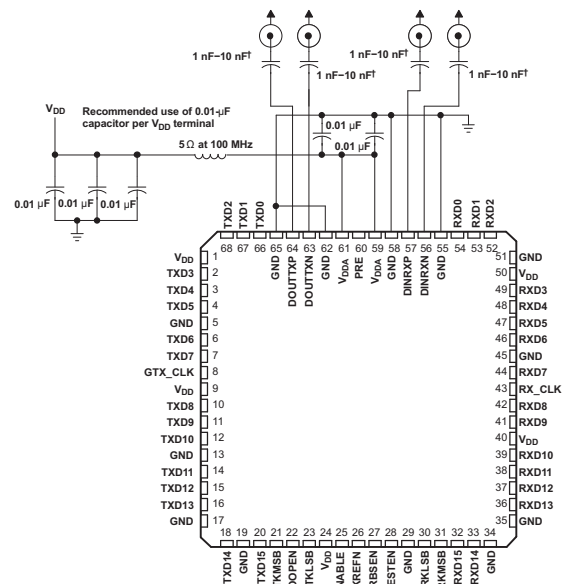 1 nF−10 nF†
1 nF−10 nF†
1 nF−10 nF†
1 nF−10 nF†
VDD
Recommended use of 0.01-μF
capacitor per VDD terminal
5 Ω at 100 MHz
0.01 μF
0.01 μF
0.01 μF
0.01 μF
0.01 μF
TXD2
TXD1
TXD0
RXD0
RXD1
RXD2
68 67 66 65 64 63 62 61 60 59 58 57 56 55 54 53 52
GND
DOUTTXP
DOUTTXN
GND
VDDA
PRE
VDDA
GND
DINRXP
DINRXN
GND
VDD 1
TXD3 2
TXD4 3
TXD5 4
GND 5
TXD6 6
TXD7 7
GTX_CLK 8
VDD 9
TXD8 10
TXD9 11
TXD10 12
GND 13
TXD11 14
TXD12 15
TXD13 16
GND 17
51 GND
50 VDD
49 RXD3
48 RXD4
47 RXD5
46 RXD6
45 GND
44 RXD7
43 RX_CLK
42 RXD8
41 RXD9
40 VDD
39 RXD10
38 RXD11
37 RXD12
36 RXD13
35 GND
18 19 20 21 22 23 24 25 26 27 28 29 30 31 32 33 34
TXD14
GND
TXD15
VDD
GND
RXD15
RXD14
GND